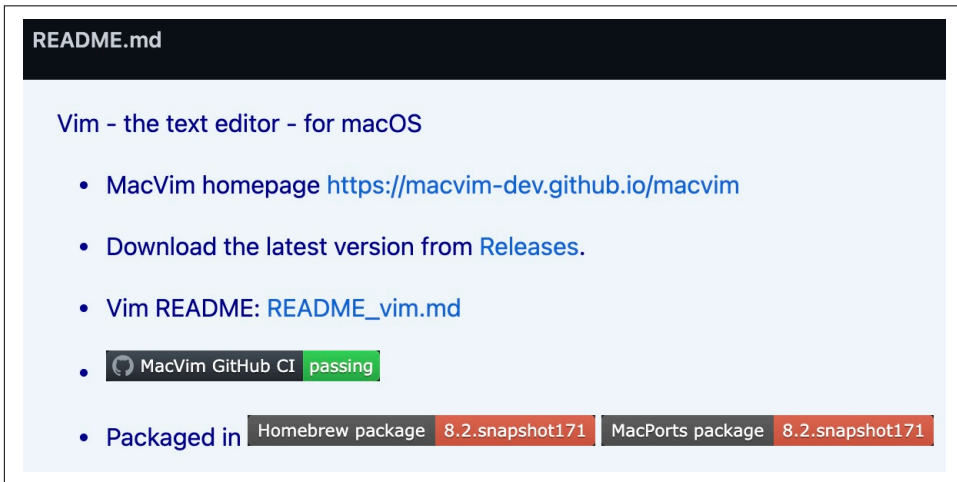 README.md
Vim - the text editor - for macOS
• MacVim homepage https://macvim-dev.github.io/macvim
• Download the latest version from Releases.
• Vim README: README_vim.md
• MacVim GitHub CI passing
• Packaged in Homebrew package 8.2.snapshot171 MacPorts package 8.2.snapshot171